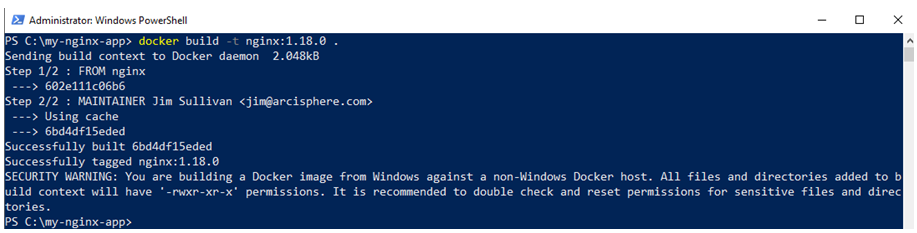 Administrator: Windows PowerShell
PS C:\my-nginx-app> docker build -t nginx:1.18.0 .
Sending build context to Docker daemon  2.048kB
Step 1/2 : FROM nginx
 ---> 602e111c06b6
Step 2/2 : MAINTAINER Jim Sullivan <jim@arcisphere.com>
 ---> Using cache
 ---> 6bd4df15eded
Successfully built 6bd4df15eded
Successfully tagged nginx:1.18.0
SECURITY WARNING: You are building a Docker image from Windows against a non-Windows Docker host. All files and directories added to b
uild context will have '-rwxr-xr-x' permissions. It is recommended to double check and reset permissions for sensitive files and direc
tories.
PS C:\my-nginx-app>